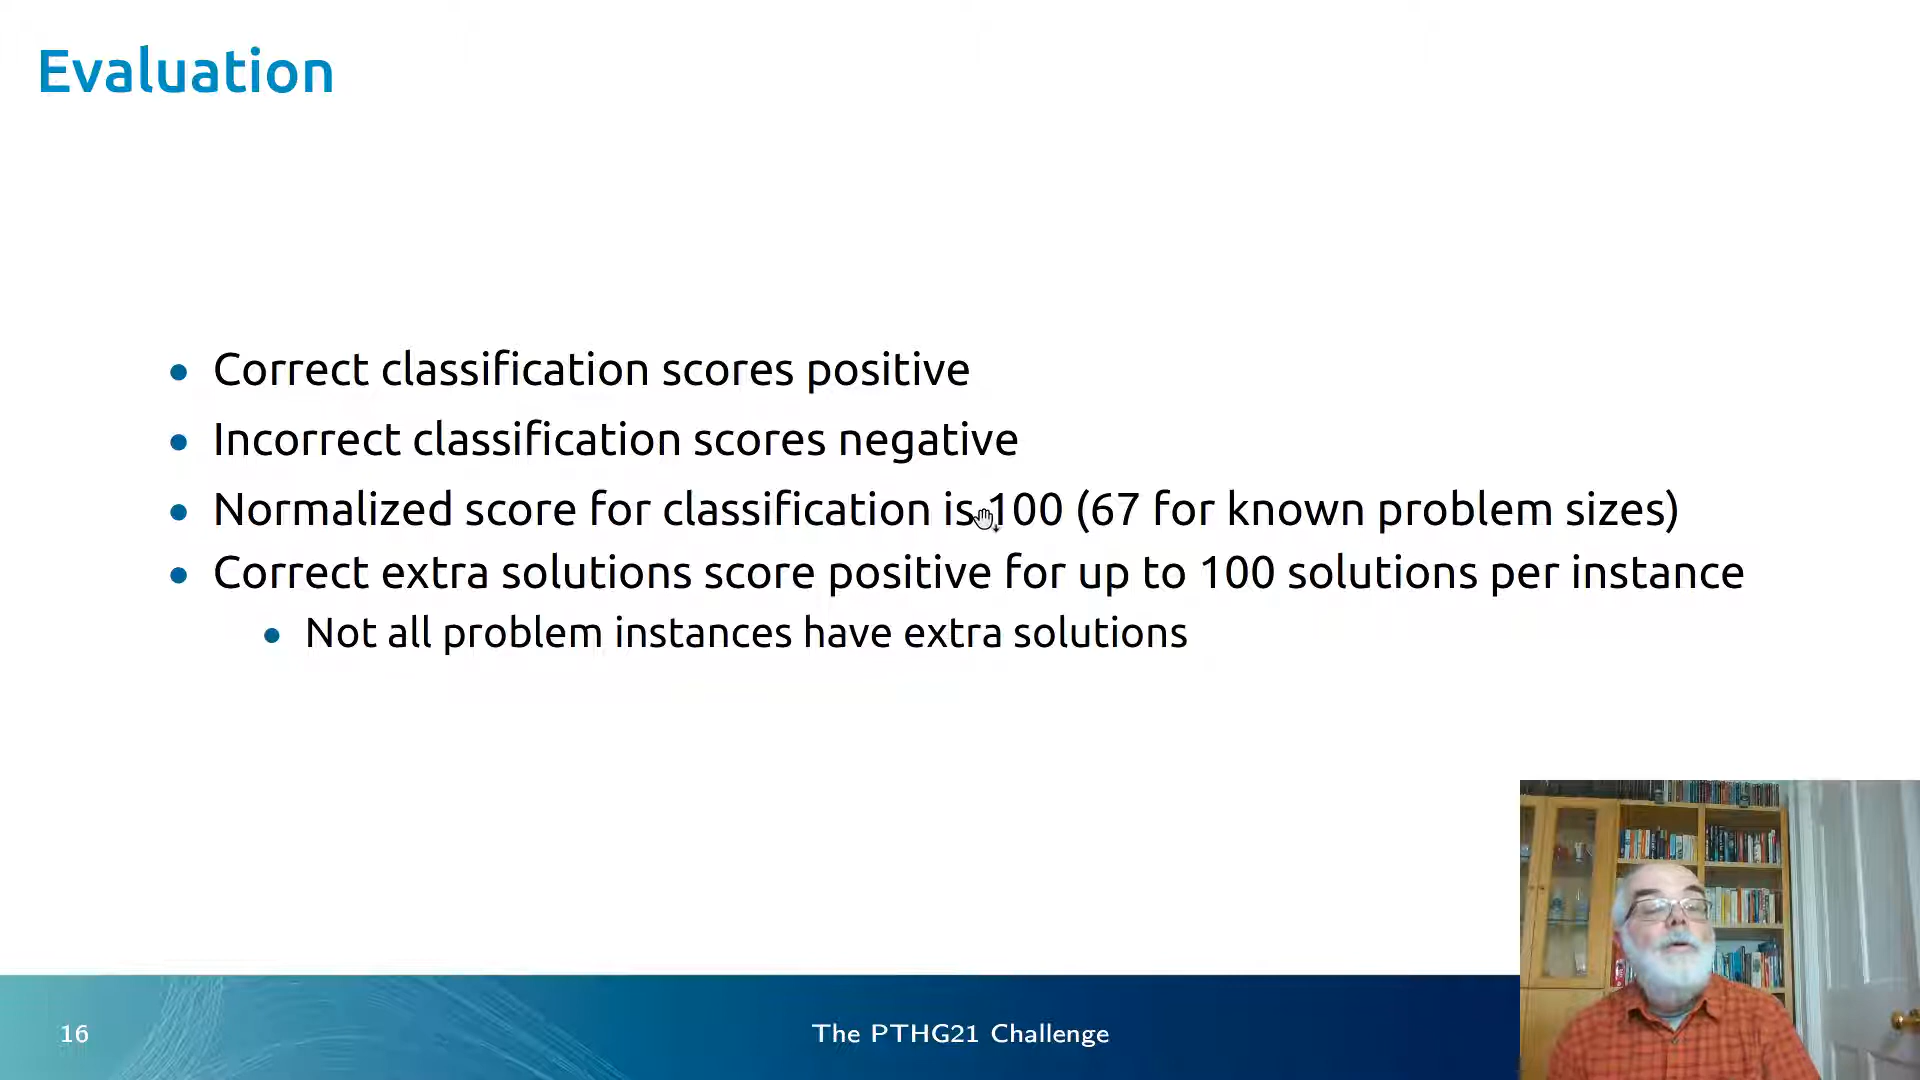 Evaluation
Correct classification scores positive
Incorrect classification scores negative
Normalized score for classification is 100 (67 for known problem sizes)
Correct extra solutions score positive for up to 100 solutions per instance
Not all problem instances have extra solutions
16
The PTHG21 Challenge